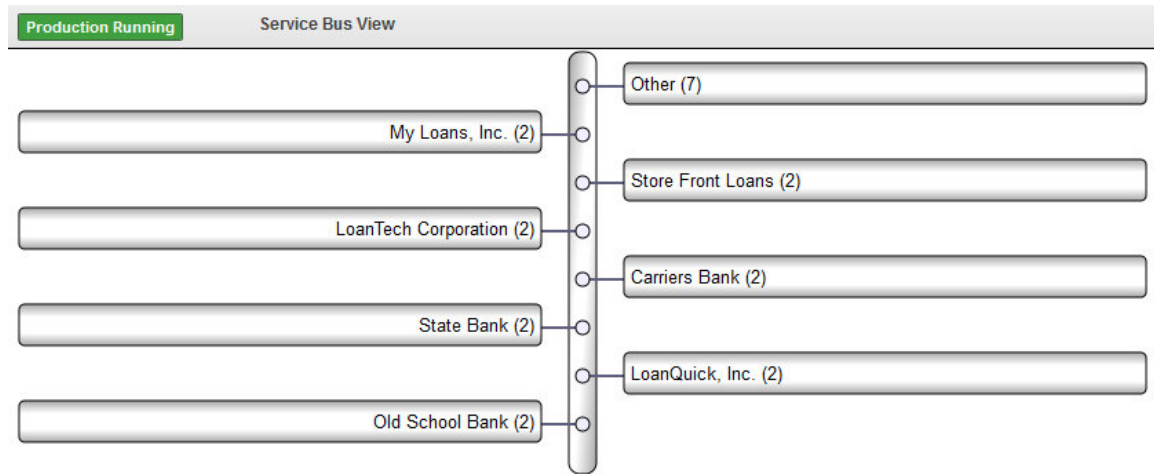 Production Running
Service Bus View
Other (7)
My Loans, Inc. (2)
Store Front Loans (2)
LoanTech Corporation (2)
Carriers Bank (2)
State Bank (2)
LoanQuick, Inc. (2)
Old School Bank (2)